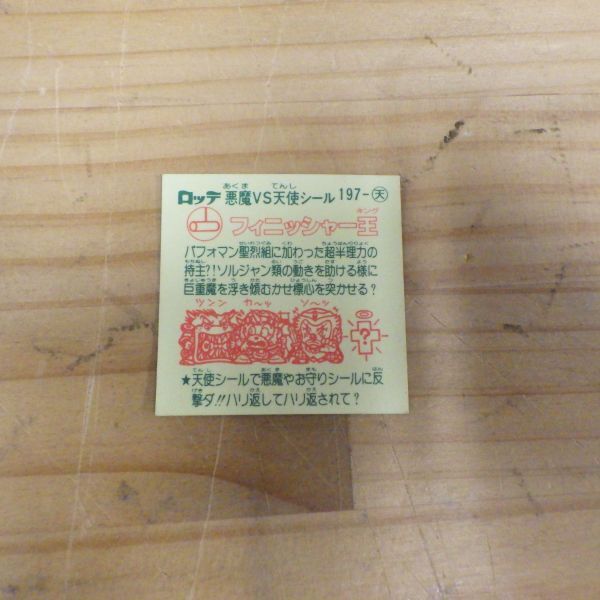 ロッテ 悪魔VS天使シール 197-天
フィニッシャー王
パフォマン聖烈組に加わった超半理力の
持主?!ソルジャン類の動きを助ける様に
巨重魔を浮き傾むかせ標心を突かせる?
ツンン カ〜ッ ソ〜ッ
?
★天使シールで悪魔やお守りシールに反
撃ダ!!ハリ返してハリ返されて?